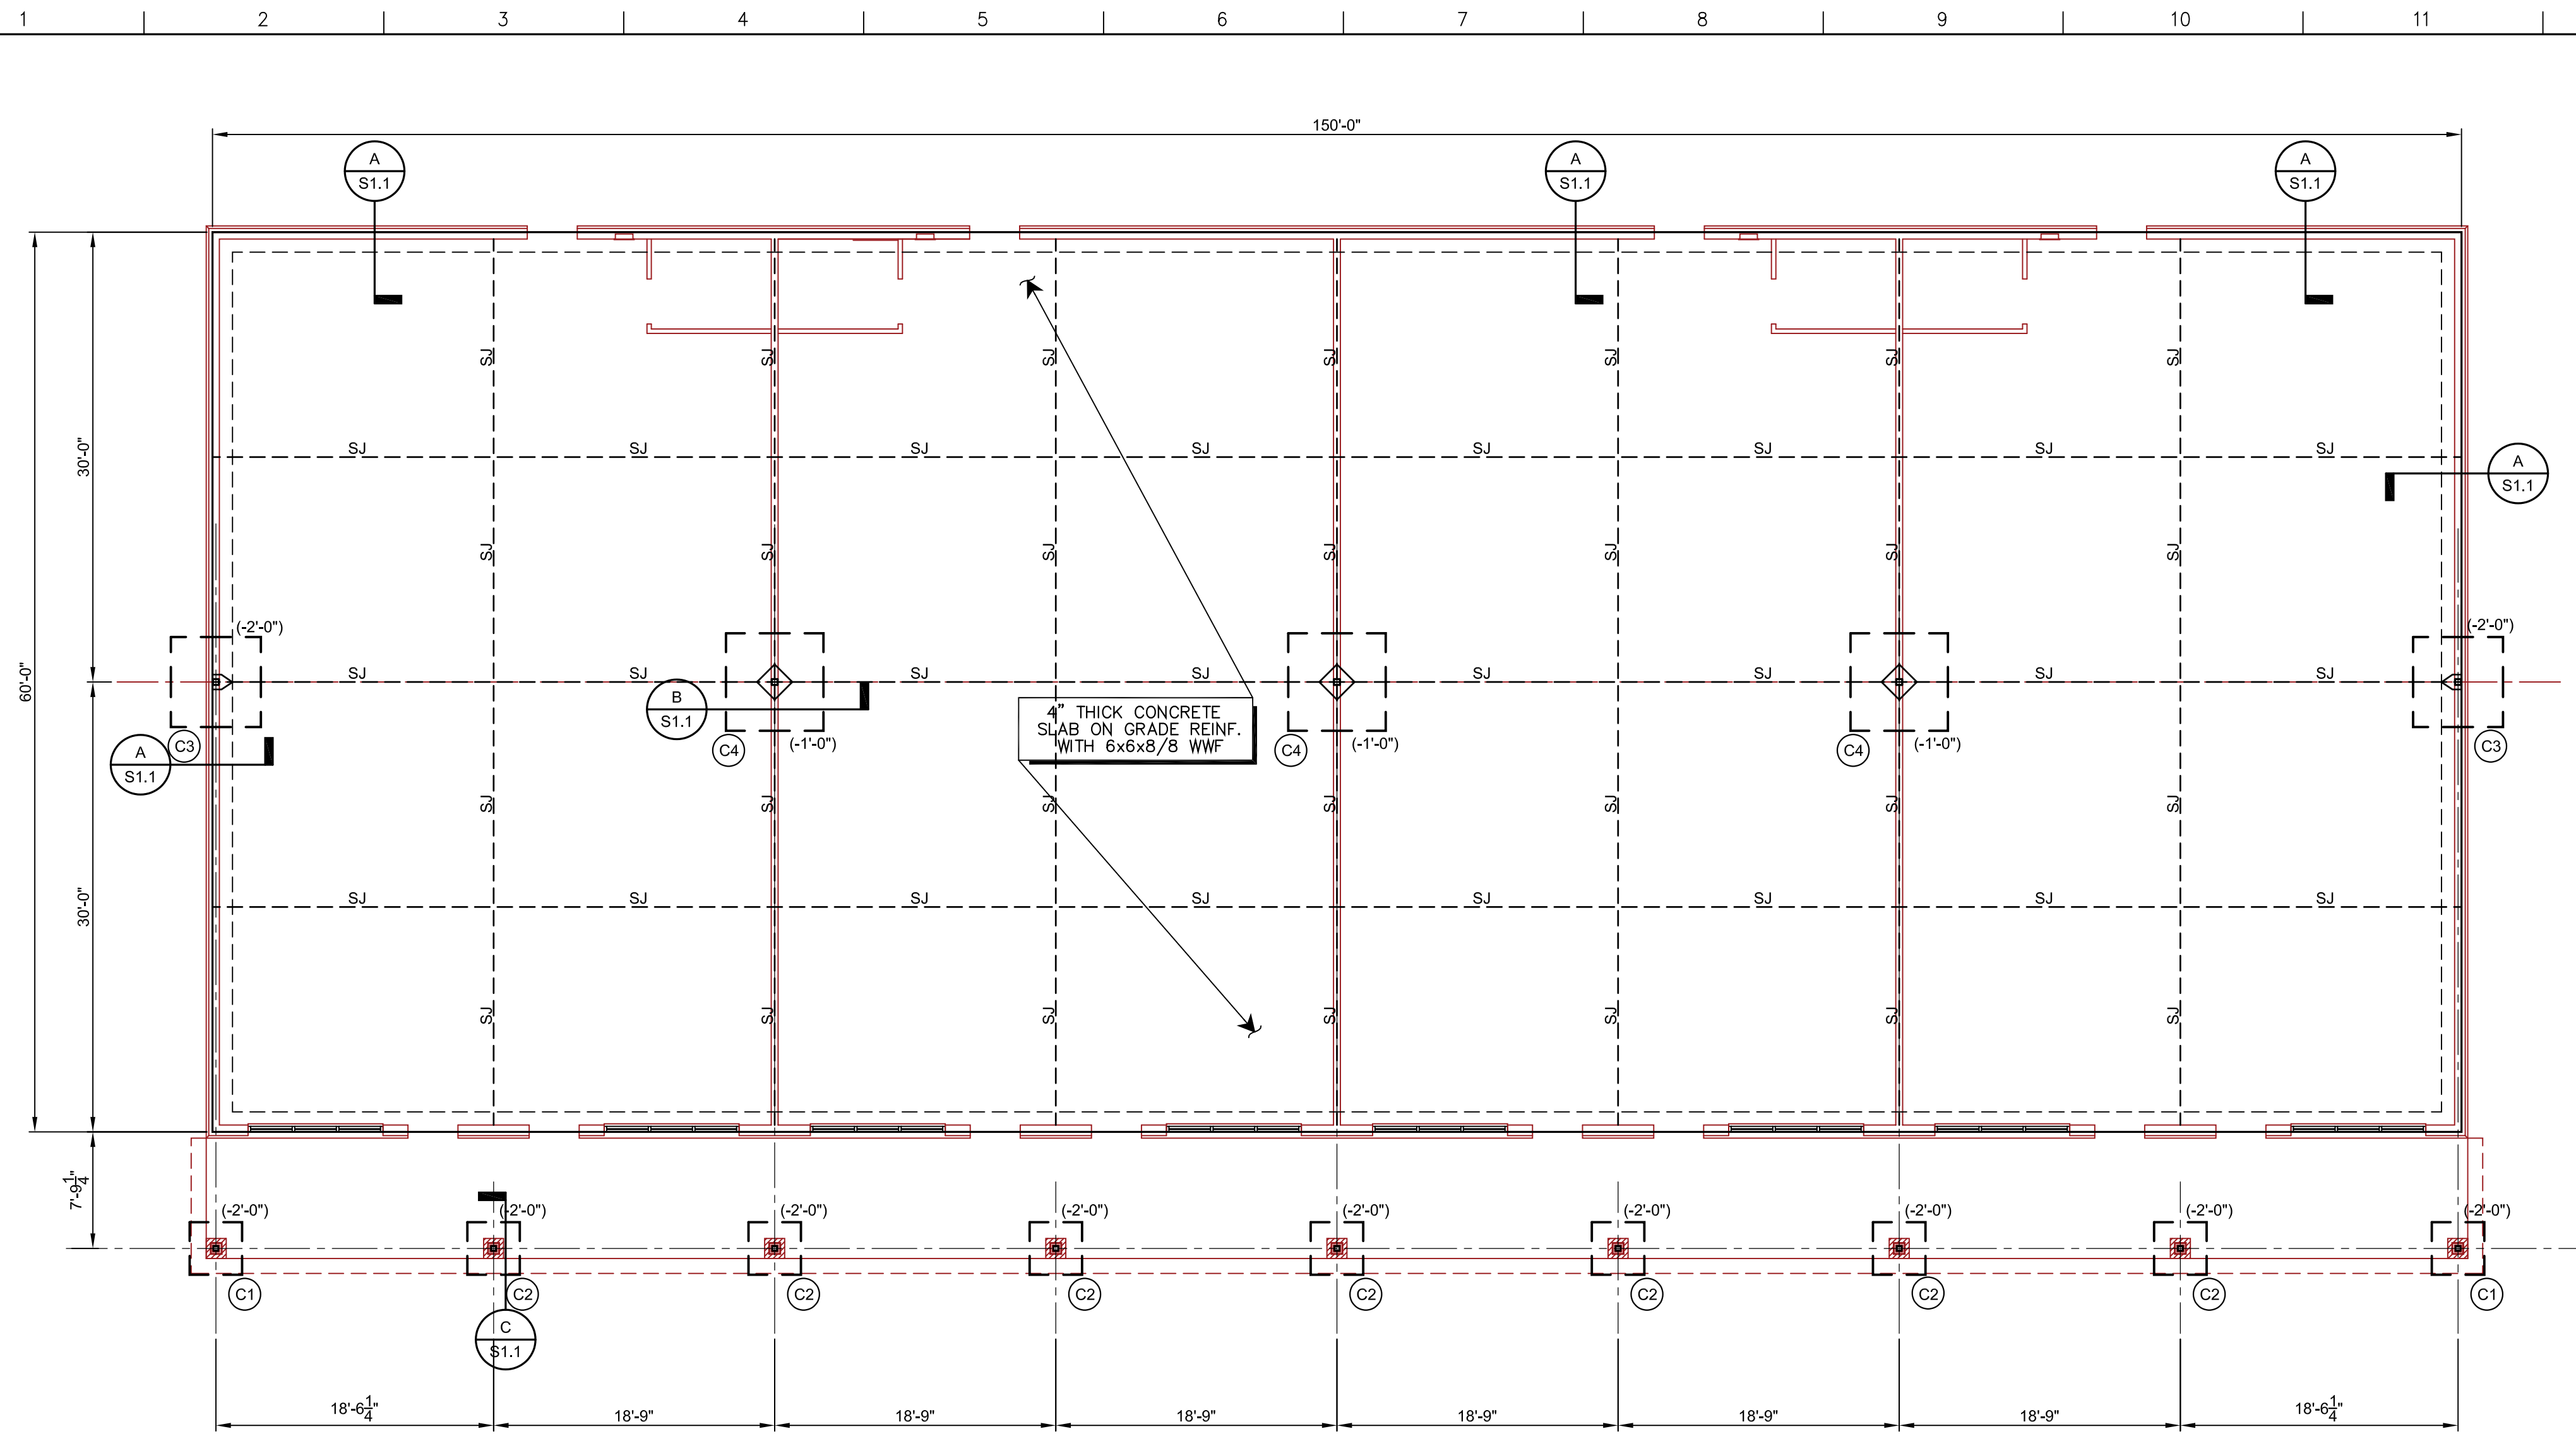 1 2 3 4 5 6 7 8 9 10 11
150'-0"
A A A
S1.1 S1.1 S1.1
SJ SJ SJ SJ SJ SJ SJ
30'-0"
SJ SJ SJ SJ SJ SJ SJ SJ
A
S1.1
SJ SJ SJ SJ SJ SJ SJ
(-2'-0") (-2'-0")
60'-0"
SJ SJ SJ SJ SJ SJ SJ SJ
B
S1.1
4" THICK CONCRETE
SLAB ON GRADE REINF.
WITH 6x6x8/8 WWF
C3 C4 (-1'-0") C4 (-1'-0") C4 (-1'-0") C3
A
S1.1
SJ SJ SJ SJ SJ SJ SJ
30'-0"
SJ SJ SJ SJ SJ SJ SJ SJ
SJ SJ SJ SJ SJ SJ SJ
7'-9 1/4"
(-2'-0") (-2'-0") (-2'-0") (-2'-0") (-2'-0") (-2'-0") (-2'-0") (-2'-0") (-2'-0")
C1 C2 C2 C2 C2 C2 C2 C2 C1
C
S1.1
18'-6 1/4" 18'-9" 18'-9" 18'-9" 18'-9" 18'-9" 18'-9" 18'-6 1/4"